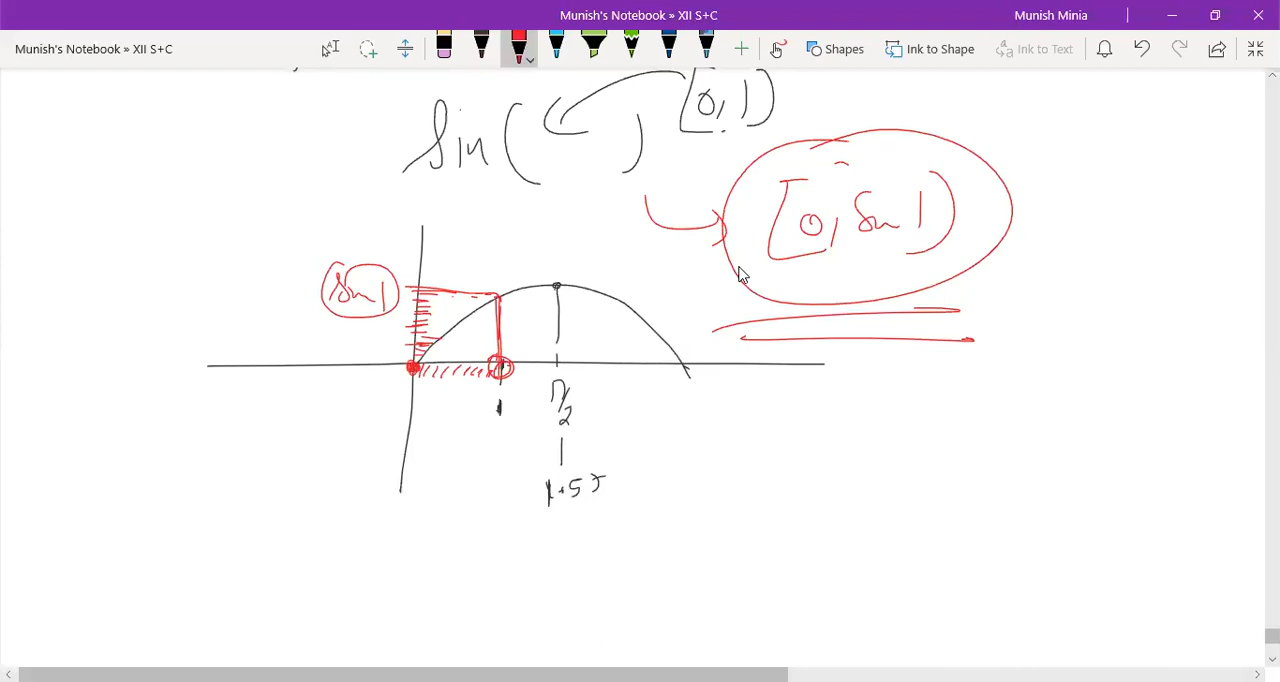 Munish's Notebook » XII S+C
Munish Minia
Munish's Notebook » XII S+C
Shapes
Ink to Shape
Ink to Text
Sin( ) [0, 1)
[0, Sin 1)
Sin 1
1
π/2
1.57